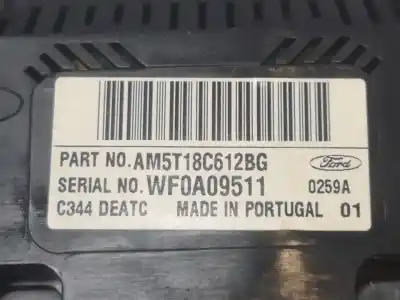 PART NO.AM5T18C612BG
Ford
SERIAL NO.WF0A09511
0259A
C344 DEATC MADE IN PORTUGAL 01